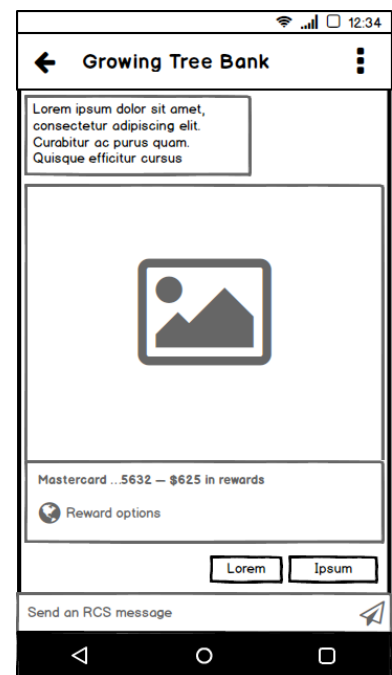 12:34
Growing Tree Bank
Lorem ipsum dolor sit amet,
consectetur adipiscing elit.
Curabitur ac purus quam.
Quisque efficitur cursus
Mastercard ...5632 — $625 in rewards
Reward options
Lorem
Ipsum
Send an RCS message